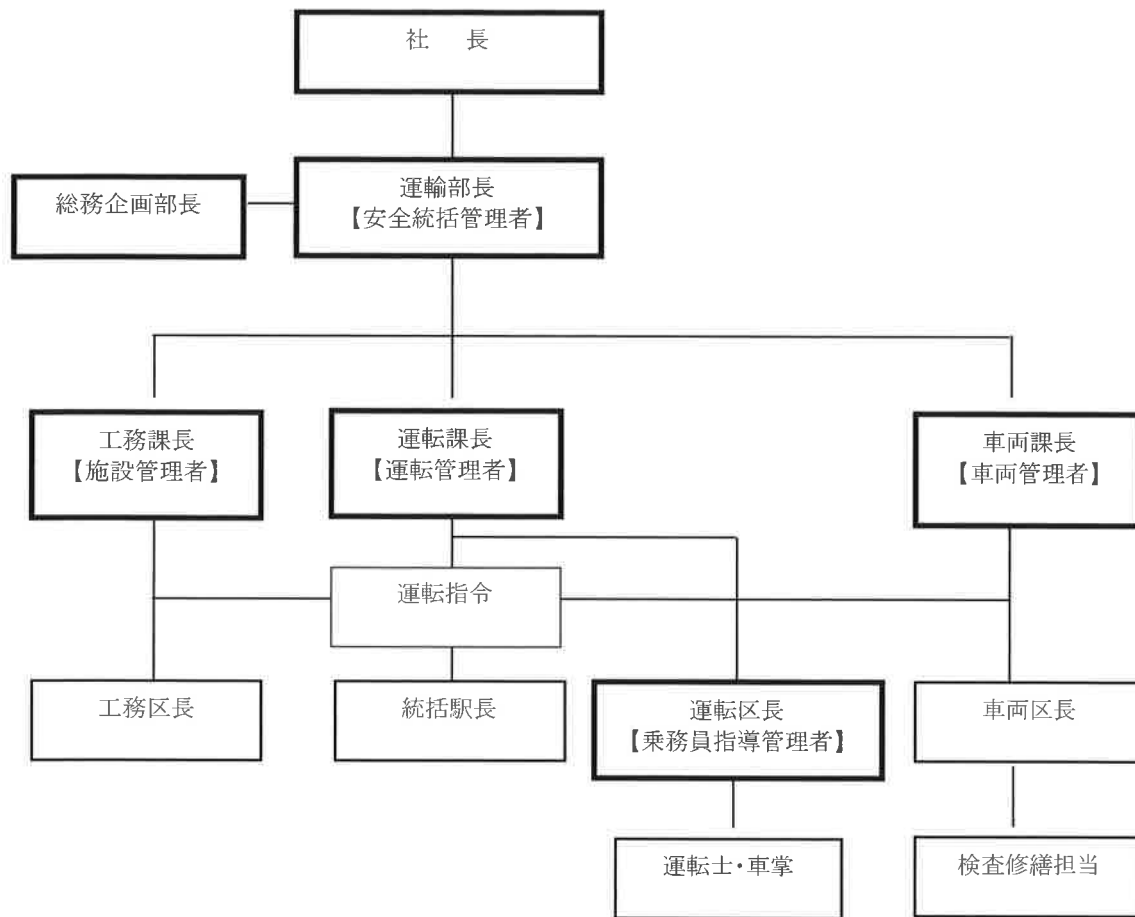 社　長
運輸部長
【安全統括管理者】
総務企画部長
工務課長
【施設管理者】
運転課長
【運転管理者】
車両課長
【車両管理者】
運転指令
工務区長
統括駅長
運転区長
【乗務員指導管理者】
車両区長
運転士・車掌
検査修繕担当